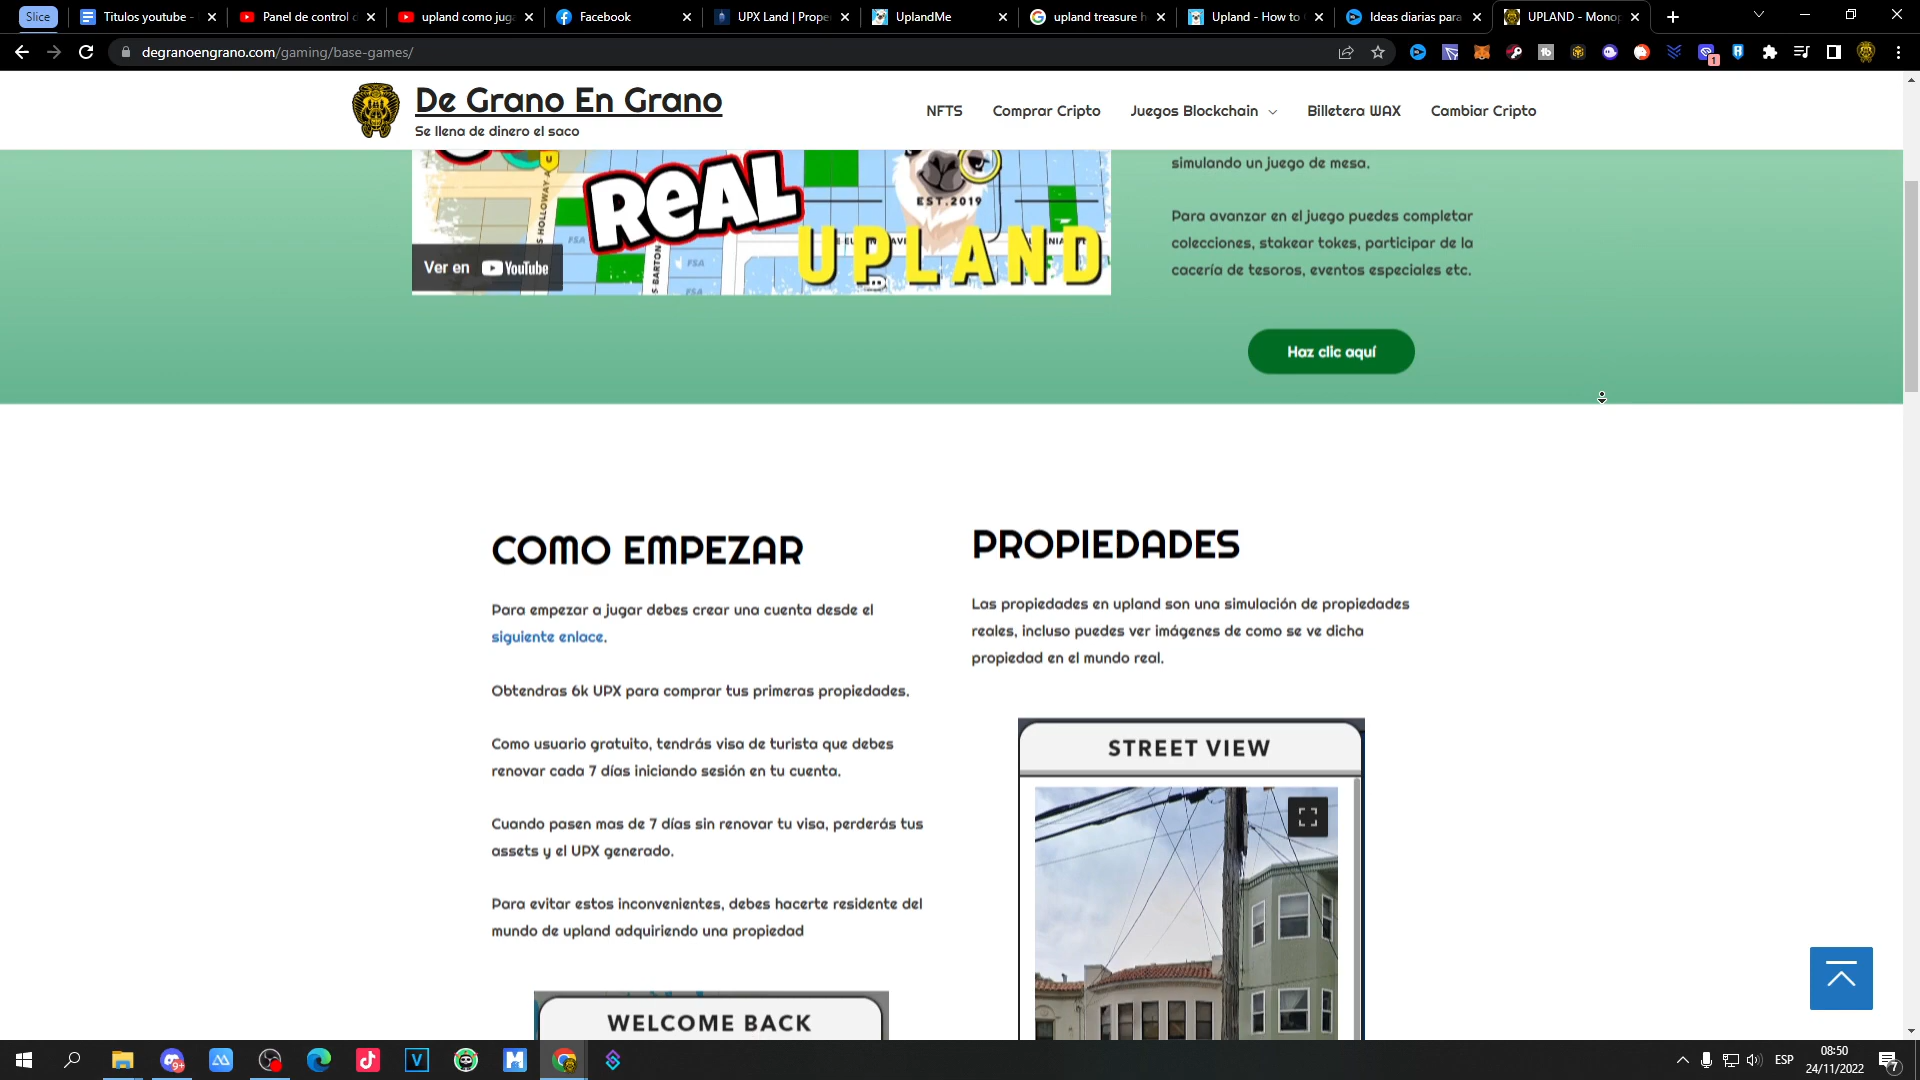 Slice
Titulos youtube -
Panel de control d
upland como juga
Facebook
UPX Land | Prope
UplandMe
upland treasure h
Upland - How to
Ideas diarias para
UPLAND - Monop
degranoengrano.com/gaming/base-games/
1
De Grano En Grano
Se llena de dinero el saco
NFTS
Comprar Cripto
Juegos Blockchain
Billetera WAX
Cambiar Cripto
U
S HOLLOWAY A
REAL
EST.2019
UPLAND
FSA
FSA
FSA
S BARTON
Ver en YouTube
simulando un juego de mesa.
Para avanzar en el juego puedes completar
colecciones, stakear tokes, participar de la
cacería de tesoros, eventos especiales etc.
Haz clic aquí
COMO EMPEZAR
Para empezar a jugar debes crear una cuenta desde el
siguiente enlace.
Obtendras 6k UPX para comprar tus primeras propiedades.
Como usuario gratuito, tendrás visa de turista que debes
renovar cada 7 días iniciando sesión en tu cuenta.
Cuando pasen mas de 7 días sin renovar tu visa, perderás tus
assets y el UPX generado.
Para evitar estos inconvenientes, debes hacerte residente del
mundo de upland adquiriendo una propiedad
WELCOME BACK
PROPIEDADES
Las propiedades en upland son una simulación de propiedades
reales, incluso puedes ver imágenes de como se ve dicha
propiedad en el mundo real.
STREET VIEW
9+
V
ESP
08:50
24/11/2022
7